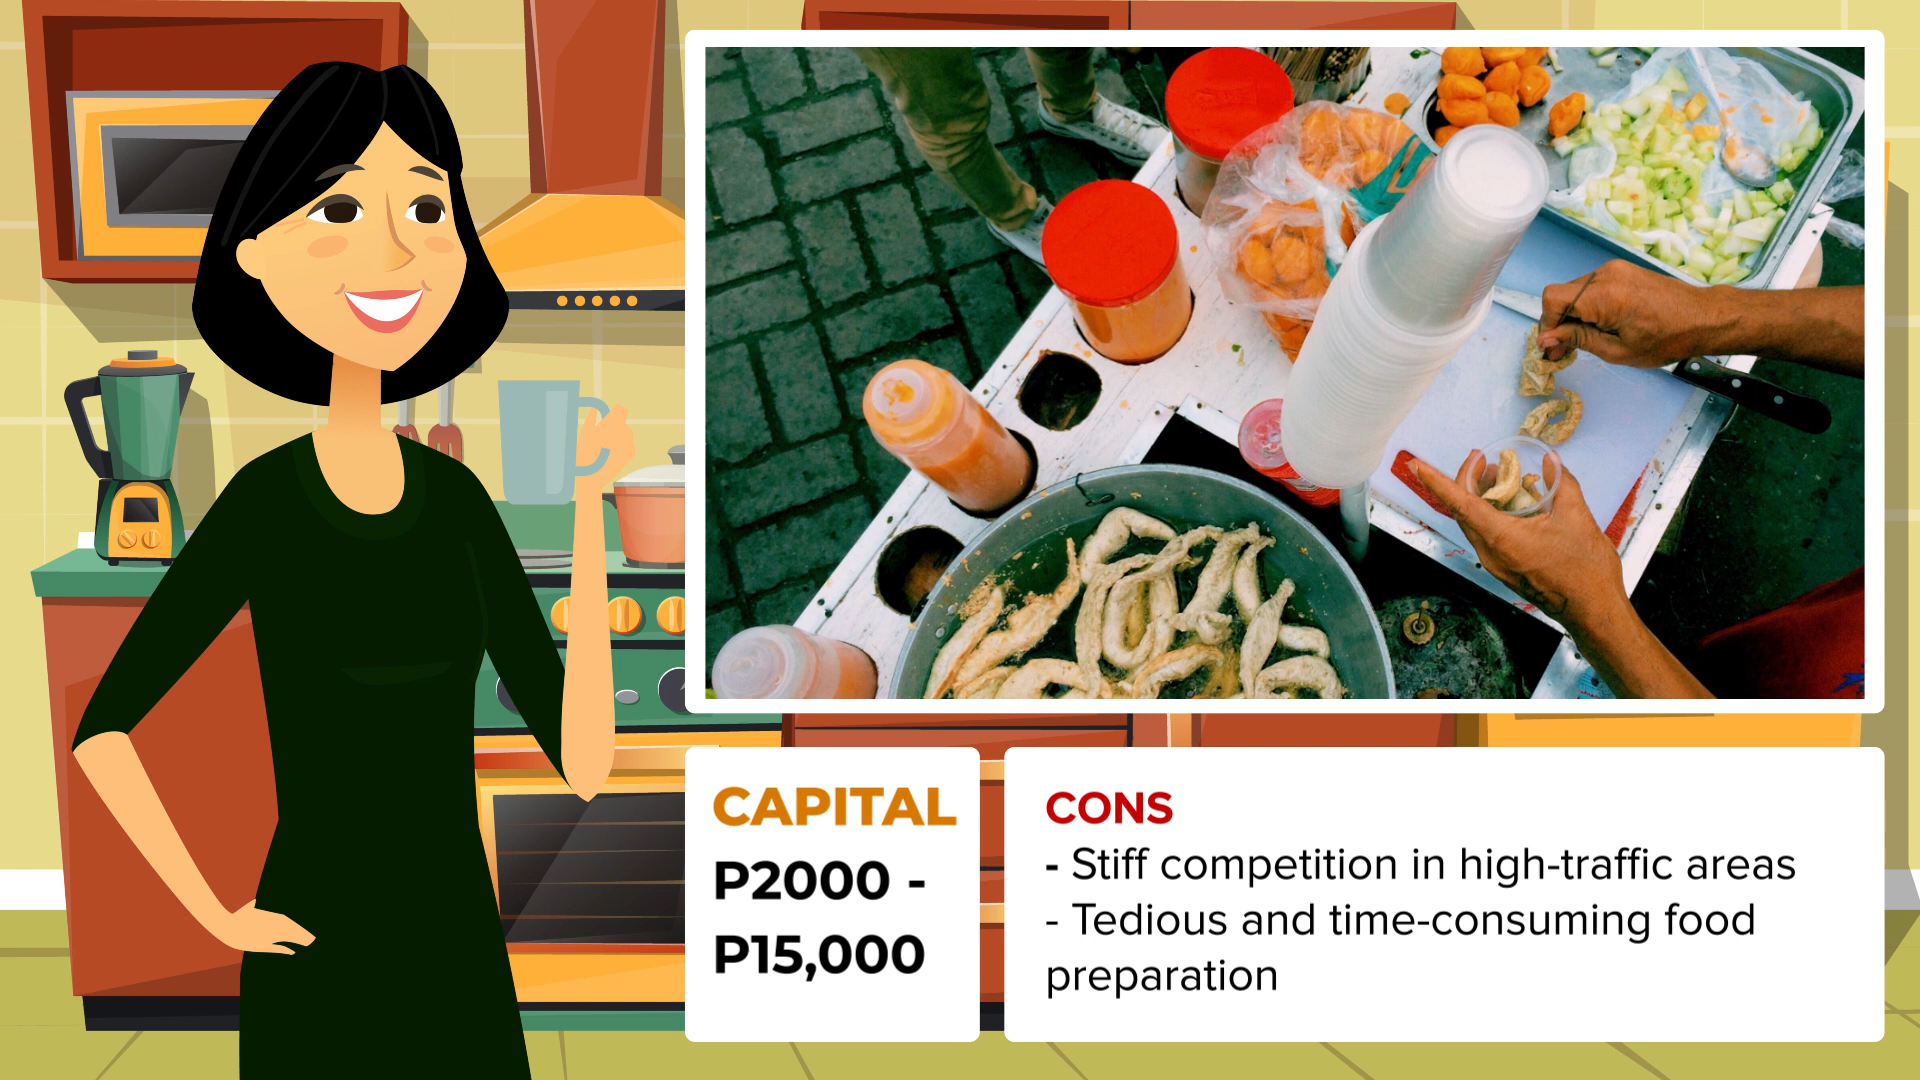 CAPITAL
P2000 -
P15,000
CONS
- Stiff competition in high-traffic areas
- Tedious and time-consuming food
preparation